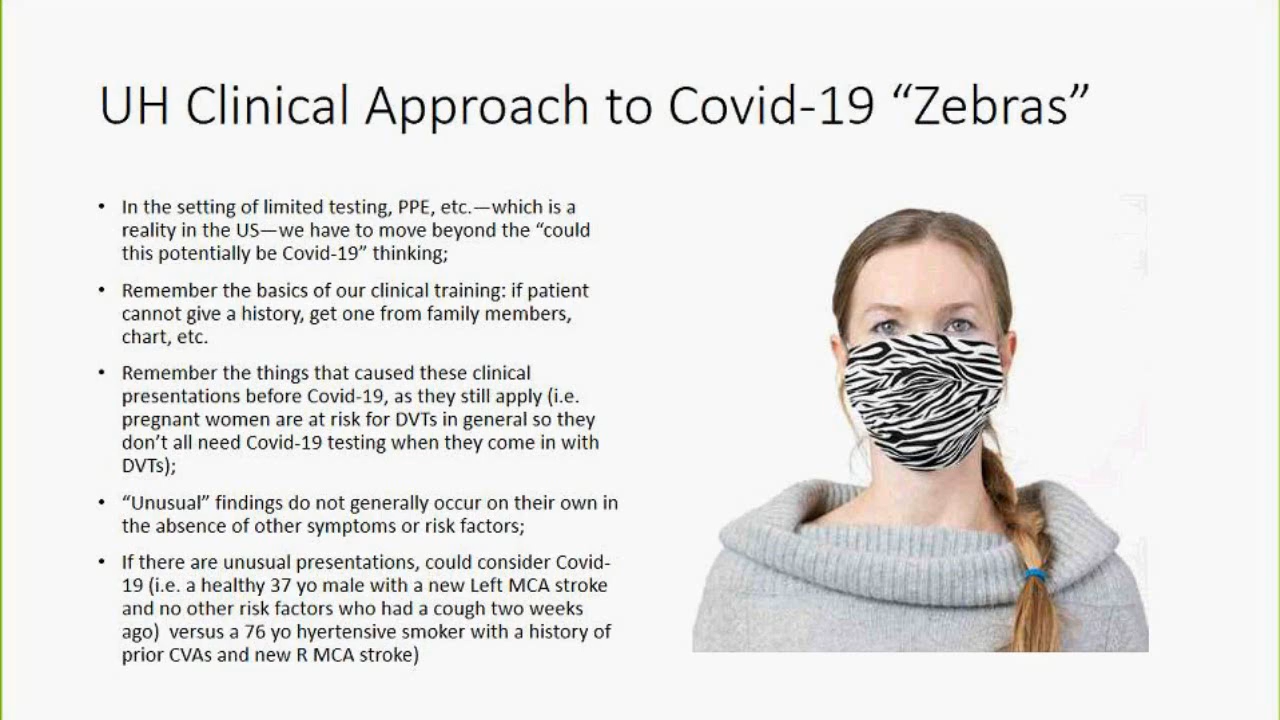 UH Clinical Approach to Covid-19 “Zebras”
• In the setting of limited testing, PPE, etc.—which is a
reality in the US—we have to move beyond the “could
this potentially be Covid-19” thinking;
• Remember the basics of our clinical training: if patient
cannot give a history, get one from family members,
chart, etc.
• Remember the things that caused these clinical
presentations before Covid-19, as they still apply (i.e.
pregnant women are at risk for DVTs in general so they
don’t all need Covid-19 testing when they come in with
DVTs);
• “Unusual” findings do not generally occur on their own in
the absence of other symptoms or risk factors;
• If there are unusual presentations, could consider Covid-
19 (i.e. a healthy 37 yo male with a new Left MCA stroke
and no other risk factors who had a cough two weeks
ago)  versus a 76 yo hyertensive smoker with a history of
prior CVAs and new R MCA stroke)